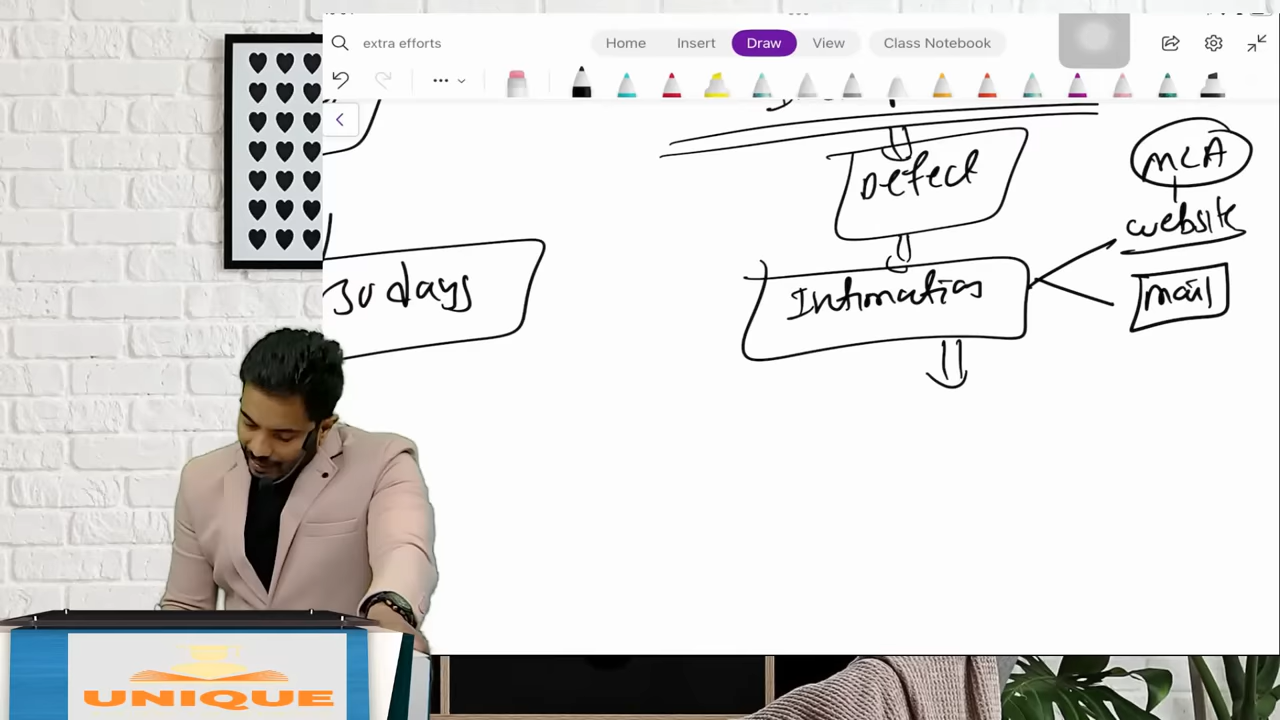 extra efforts
Home
Insert
Draw
View
Class Notebook
Defect
MCA
website
30 days
Intimation
mail
UNIQUE